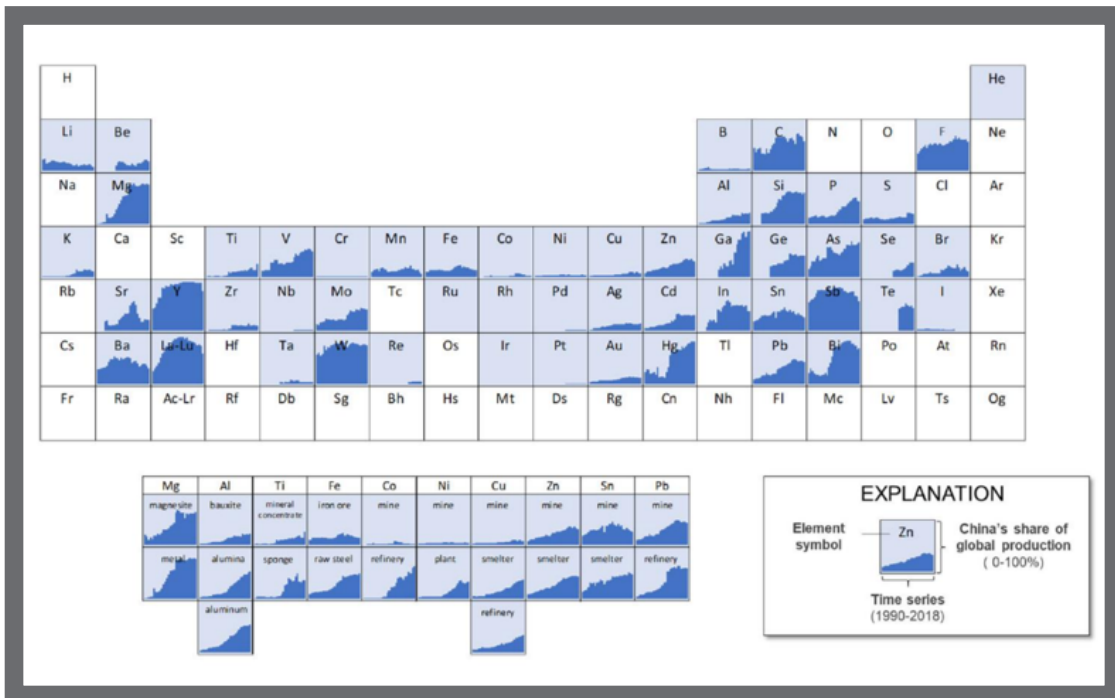 H He
Li Be B C N O F Ne
Na Mg Al Si P S Cl Ar
K Ca Sc Ti V Cr Mn Fe Co Ni Cu Zn Ga Ge As Se Br Kr
Rb Sr Y Zr Nb Mo Tc Ru Rh Pd Ag Cd In Sn Sb Te I Xe
Cs Ba La-Lu Hf Ta W Re Os Ir Pt Au Hg Tl Pb Bi Po At Rn
Fr Ra Ac-Lr Rf Db Sg Bh Hs Mt Ds Rg Cn Nh Fl Mc Lv Ts Og
Mg Al Ti Fe Co Ni Cu Zn Sn Pb
magnesite bauxite mineral concentrate iron ore mine mine mine mine mine mine
metal alumina sponge raw steel refinery plant smelter smelter smelter refinery
aluminum refinery
EXPLANATION
Element
symbol
Zn
China's share of
global production
( 0-100%)
Time series
(1990-2018)